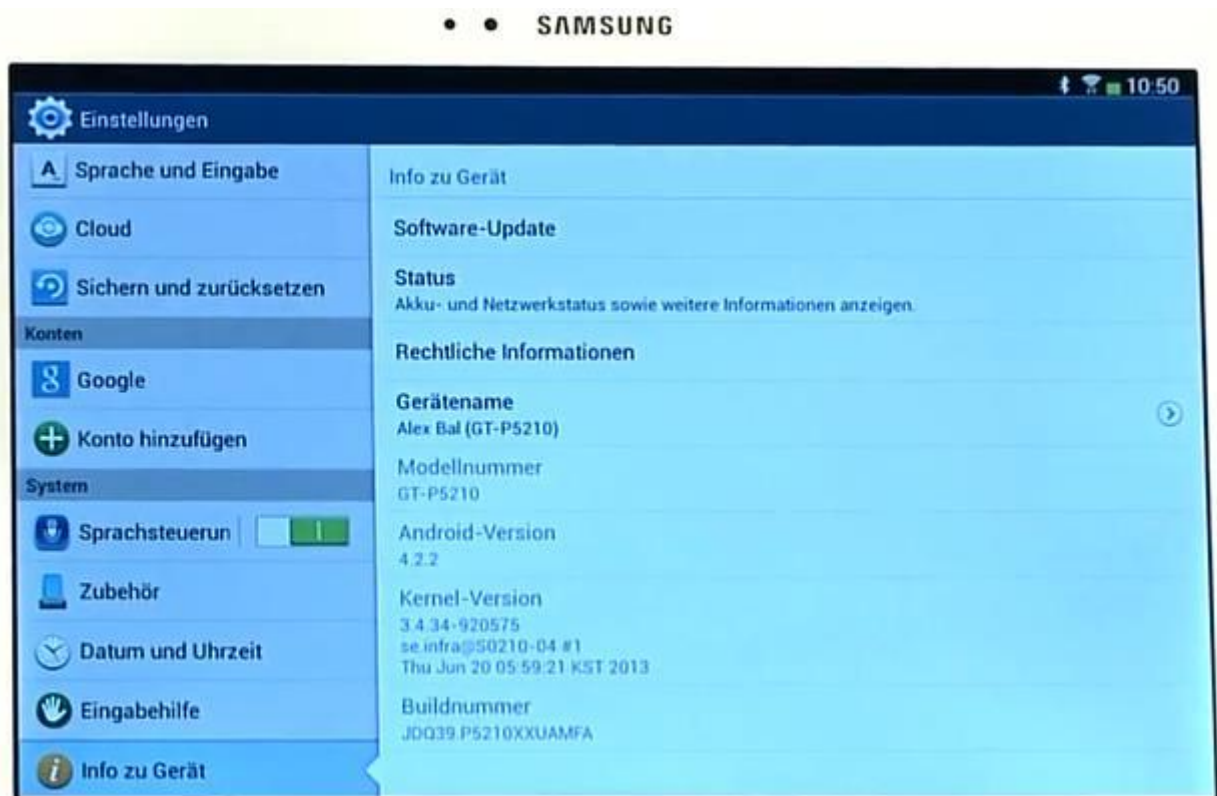 SAMSUNG
10:50
Einstellungen
Sprache und Eingabe
Cloud
Sichern und zurücksetzen
Konten
Google
Konto hinzufügen
System
Sprachsteuerun
Zubehör
Datum und Uhrzeit
Eingabehilfe
Info zu Gerät
Info zu Gerät
Software-Update
Status
Akku- und Netzwerkstatus sowie weitere Informationen anzeigen.
Rechtliche Informationen
Gerätename
Alex Bal (GT-P5210)
Modellnummer
GT-P5210
Android-Version
4.2.2
Kernel-Version
3.4.34-920575
se.infra@S0210-04 #1
Thu Jun 20 05:59:21 KST 2013
Buildnummer
JDQ39.P5210XXUAMFA